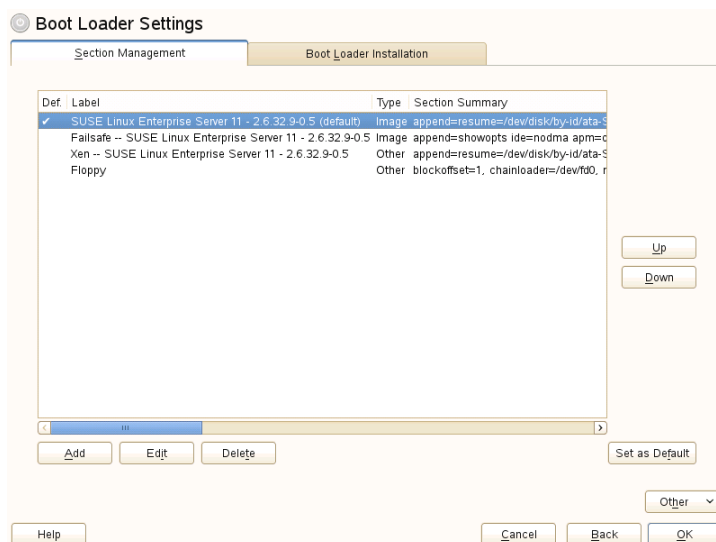 Boot Loader Settings
Section Management Boot Loader Installation
Def. Label Type Section Summary
✔ SUSE Linux Enterprise Server 11 - 2.6.32.9-0.5 (default) Image append=resume=/dev/disk/by-id/ata-S
Failsafe -- SUSE Linux Enterprise Server 11 - 2.6.32.9-0.5 Image append=showopts ide=nodma apm=o
Xen -- SUSE Linux Enterprise Server 11 - 2.6.32.9-0.5 Other append=resume=/dev/disk/by-id/ata-S
Floppy Other blockoffset=1, chainloader=/dev/fd0, r
Up
Down
Add Edit Delete Set as Default
Other
Help Cancel Back OK